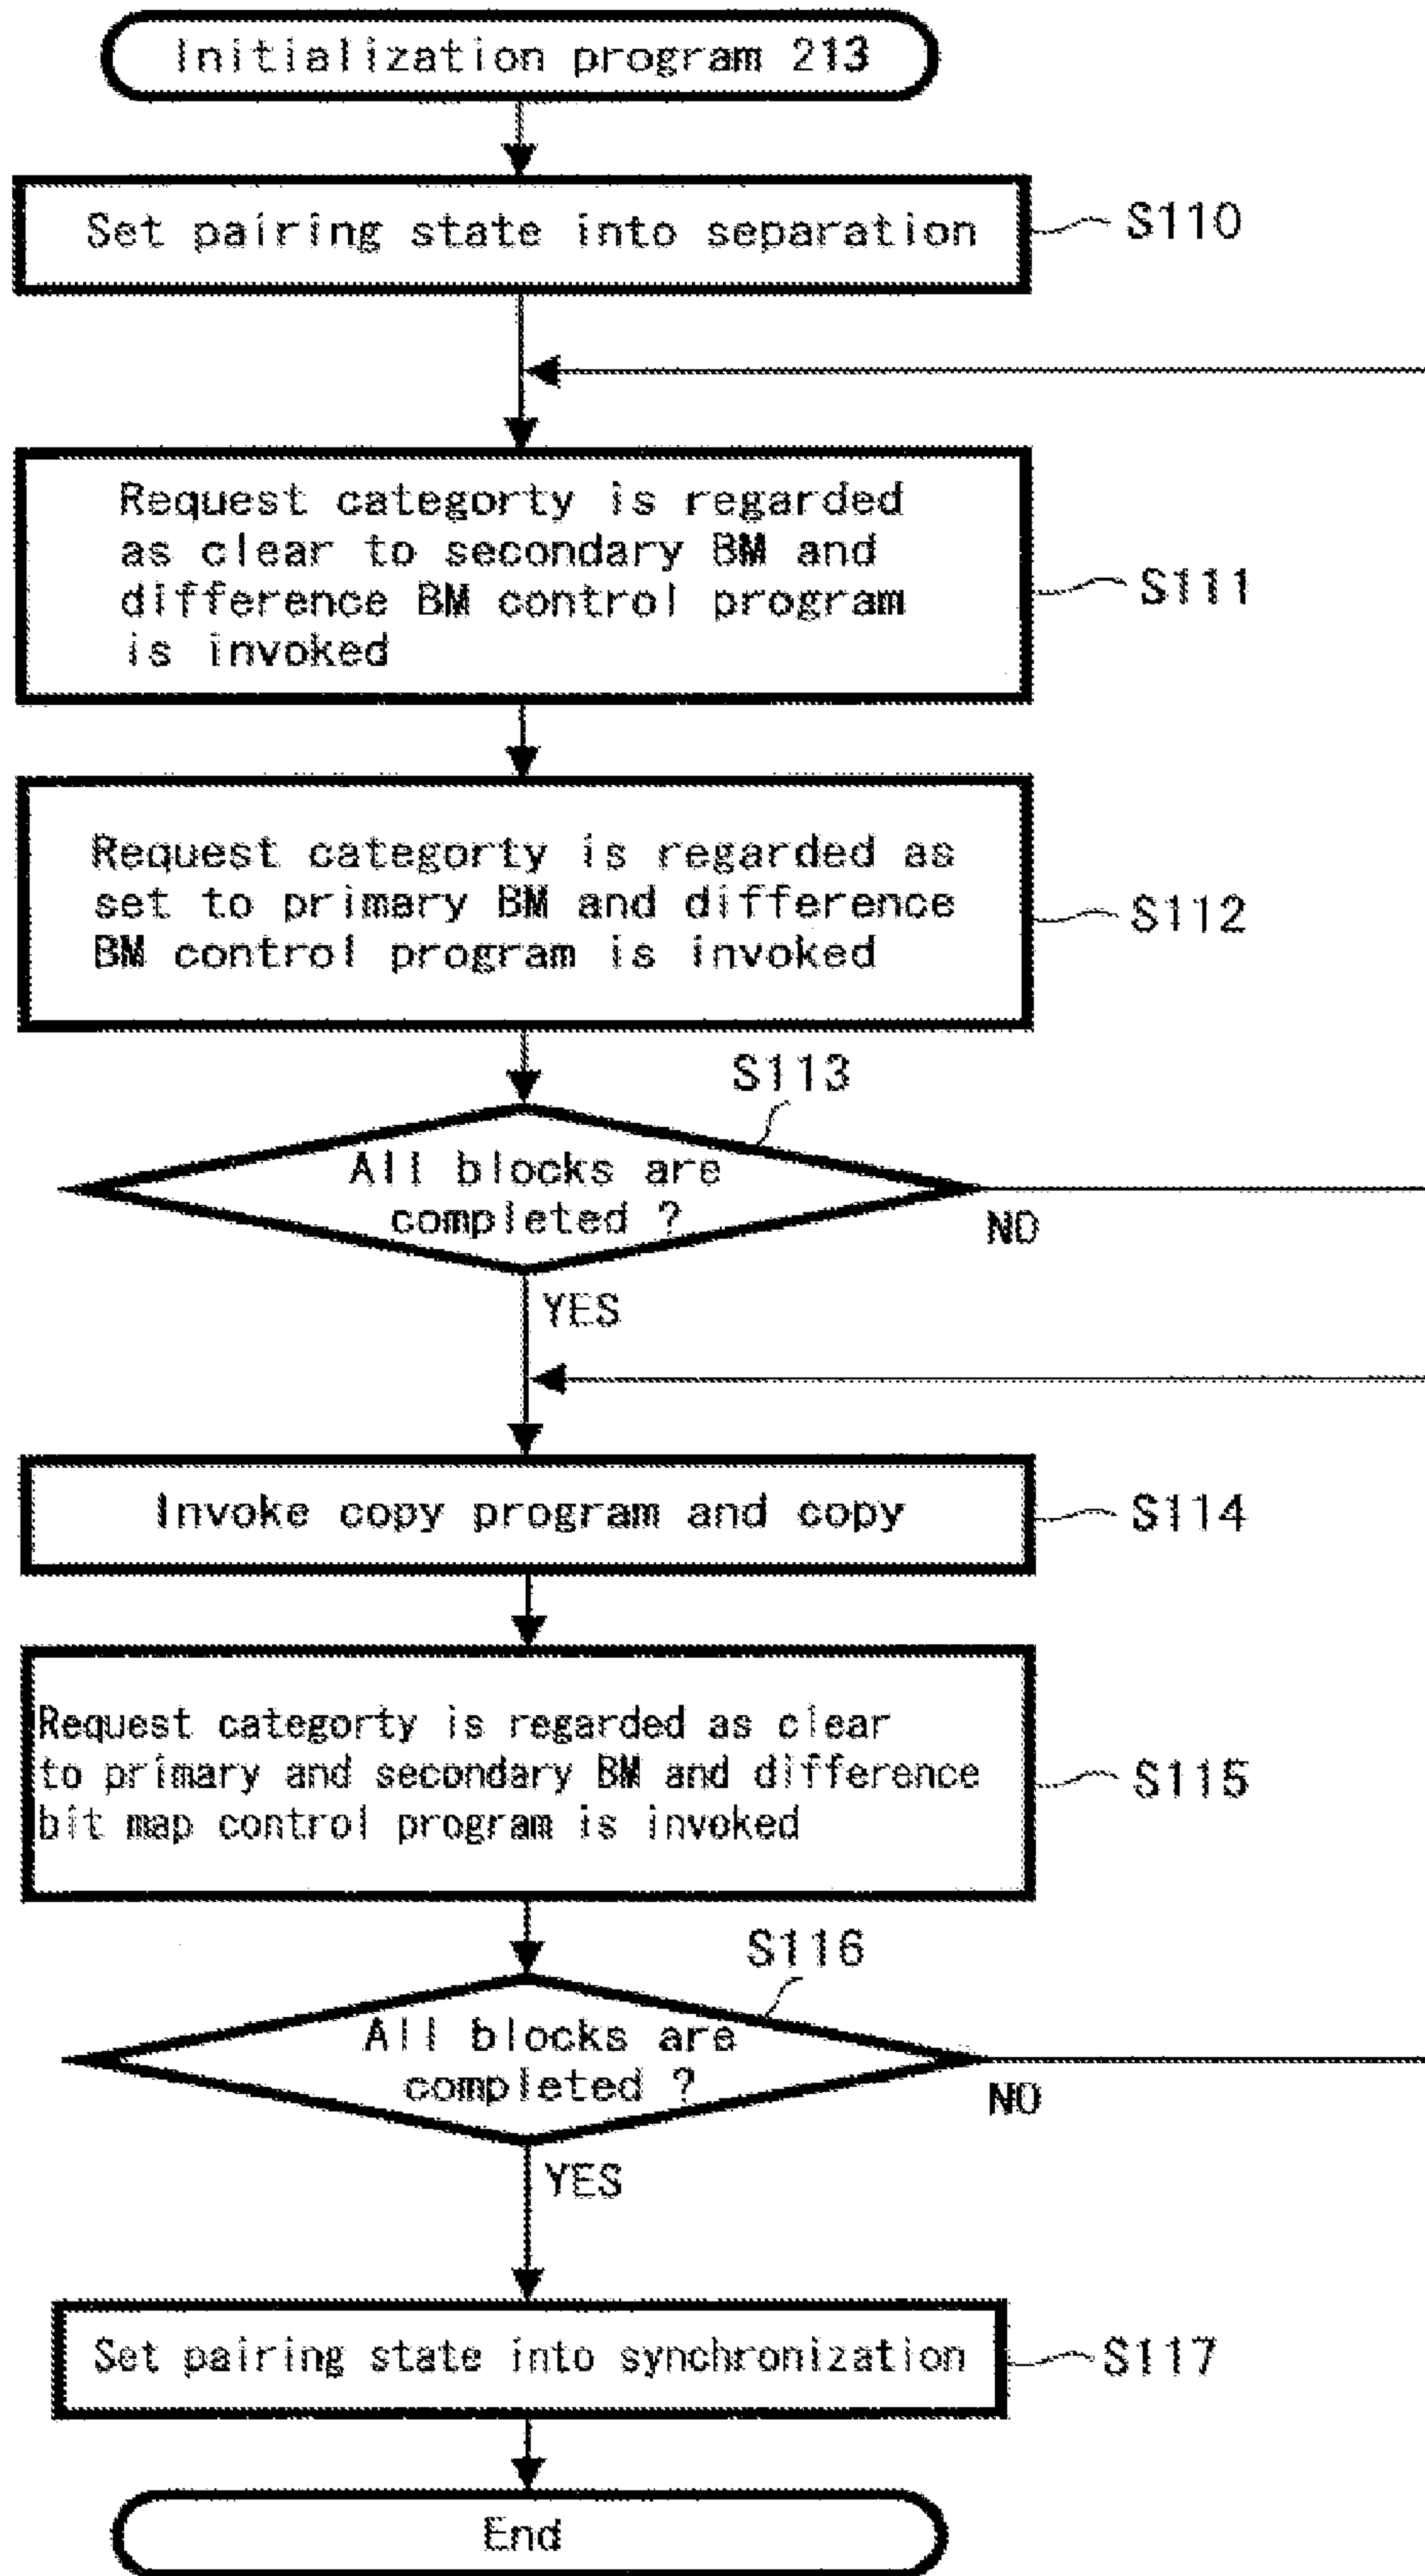 Initialization program 213
Set pairing state into separation
S110
Request categorty is regarded
as clear to secondary BM and
difference BM control program
is invoked
S111
Request categorty is regarded as
set to primary BM and difference
BM control program is invoked
S112
S113
All blocks are
completed ?
NO
YES
Invoke copy program and copy
S114
Request categorty is regarded as clear
to primary and secondary BM and difference
bit map control program is invoked
S115
S116
All blocks are
completed ?
NO
YES
Set pairing state into synchronization
S117
End